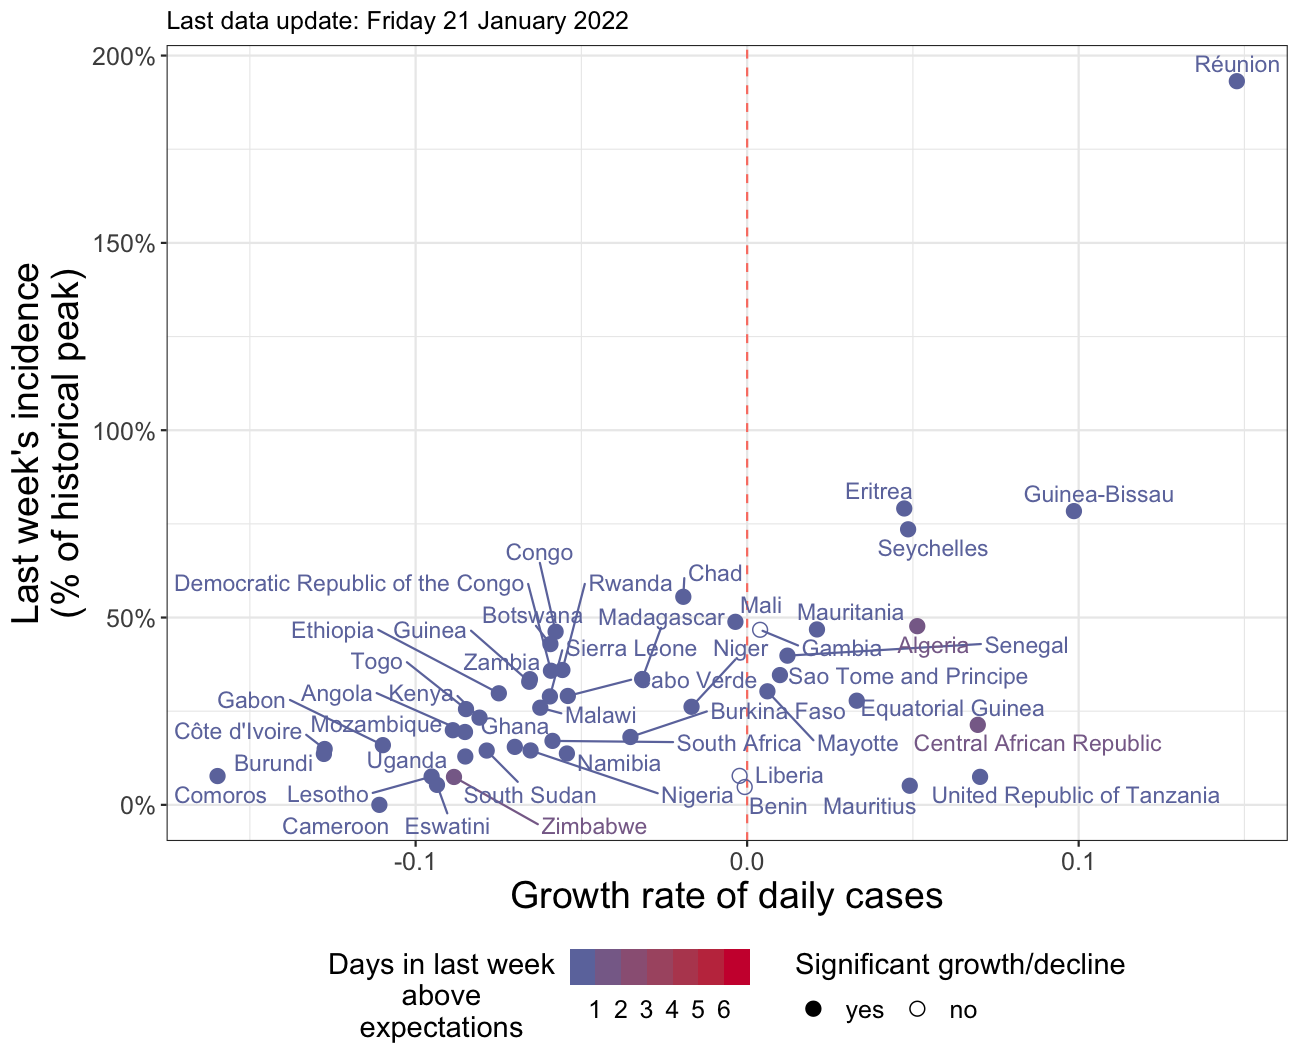 Last data update: Friday 21 January 2022
Last week's incidence
(% of historical peak)
200%
150%
100%
50%
0%
Réunion
Eritrea
Guinea-Bissau
Seychelles
Congo
Democratic Republic of the Congo
Rwanda
Chad
Botswana
Madagascar
Mali
Mauritania
Ethiopia
Guinea
Sierra Leone
Niger
Gambia
Algeria
Senegal
Togo
Zambia
Cabo Verde
Sao Tome and Principe
Gabon
Angola
Kenya
Malawi
Burkina Faso
Equatorial Guinea
Côte d'Ivoire
Mozambique
Ghana
South Africa
Mayotte
Central African Republic
Burundi
Uganda
Namibia
Liberia
Comoros
Lesotho
South Sudan
Nigeria
Benin
Mauritius
United Republic of Tanzania
Cameroon
Eswatini
Zimbabwe
-0.1
0.0
0.1
Growth rate of daily cases
Days in last week
above
expectations
1 2 3 4 5 6
Significant growth/decline
yes
no